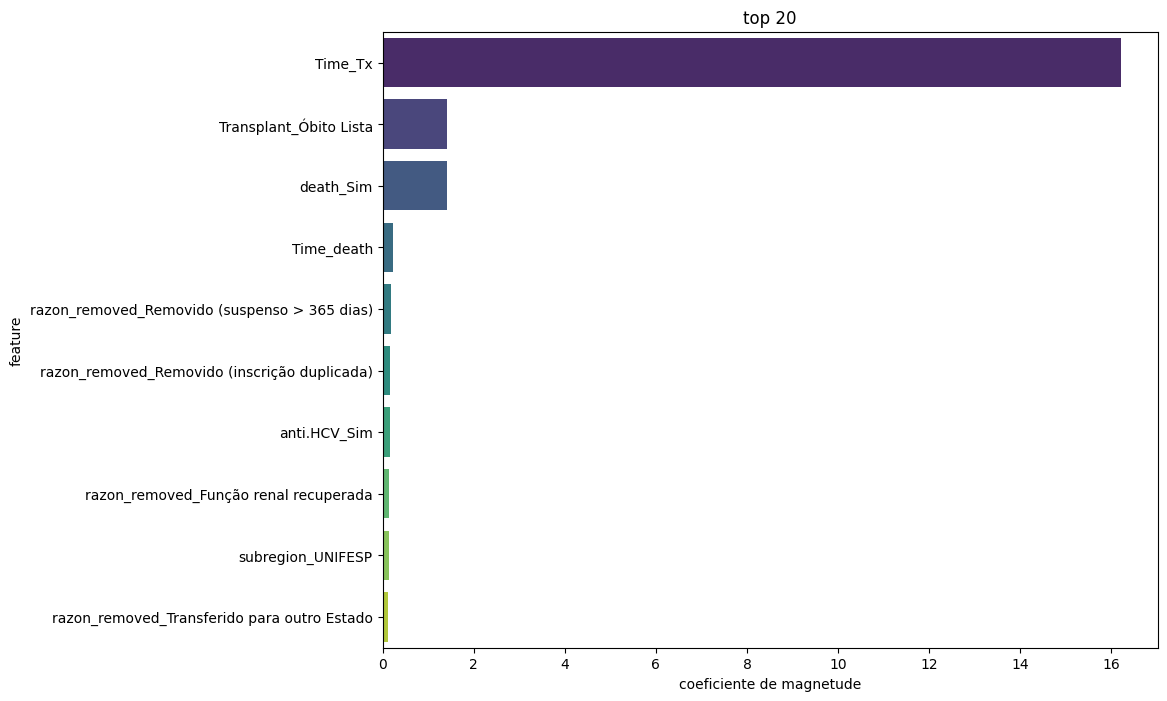 top 20
feature
Time_Tx
Transplant_Óbito Lista
death_Sim
Time_death
razon_removed_Removido (suspenso > 365 dias)
razon_removed_Removido (inscrição duplicada)
anti.HCV_Sim
razon_removed_Função renal recuperada
subregion_UNIFESP
razon_removed_Transferido para outro Estado
0 2 4 6 8 10 12 14 16
coeficiente de magnetude